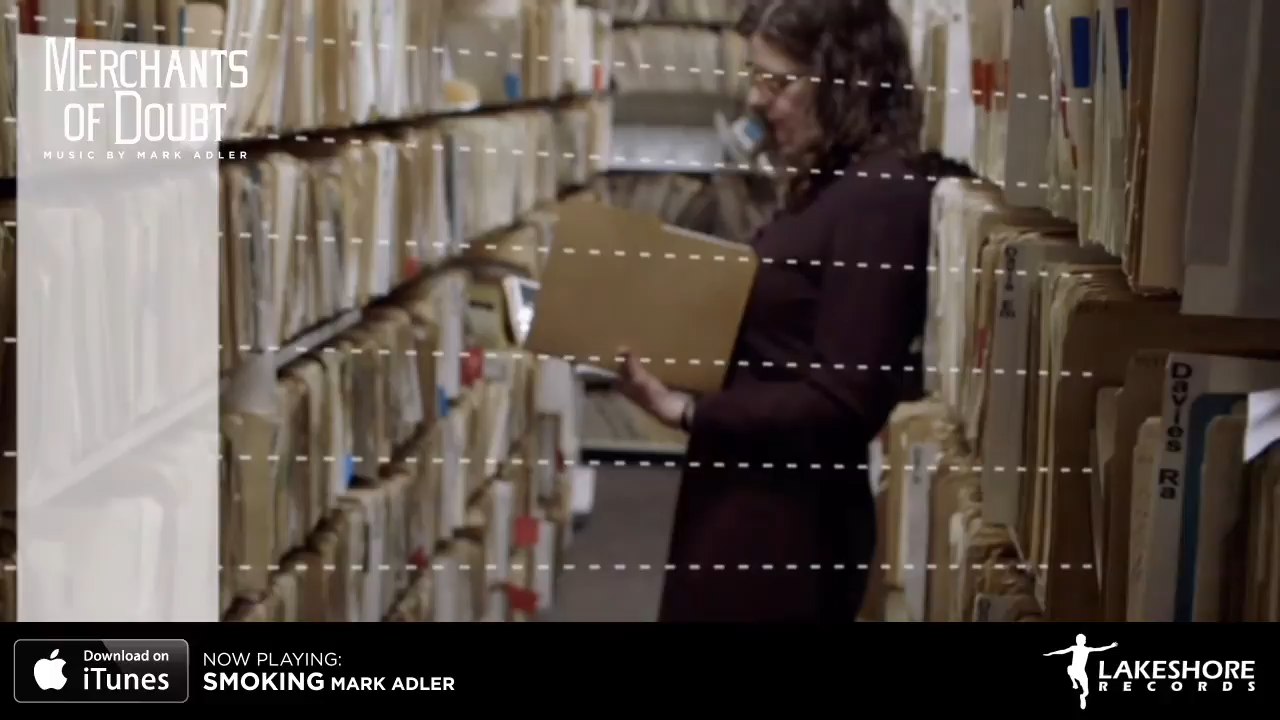 MERCHANTS
OF DOUBT
MUSIC BY MARK ADLER
Davies Ra
Download on
iTunes
NOW PLAYING:
SMOKING MARK ADLER
LAKESHORE
RECORDS